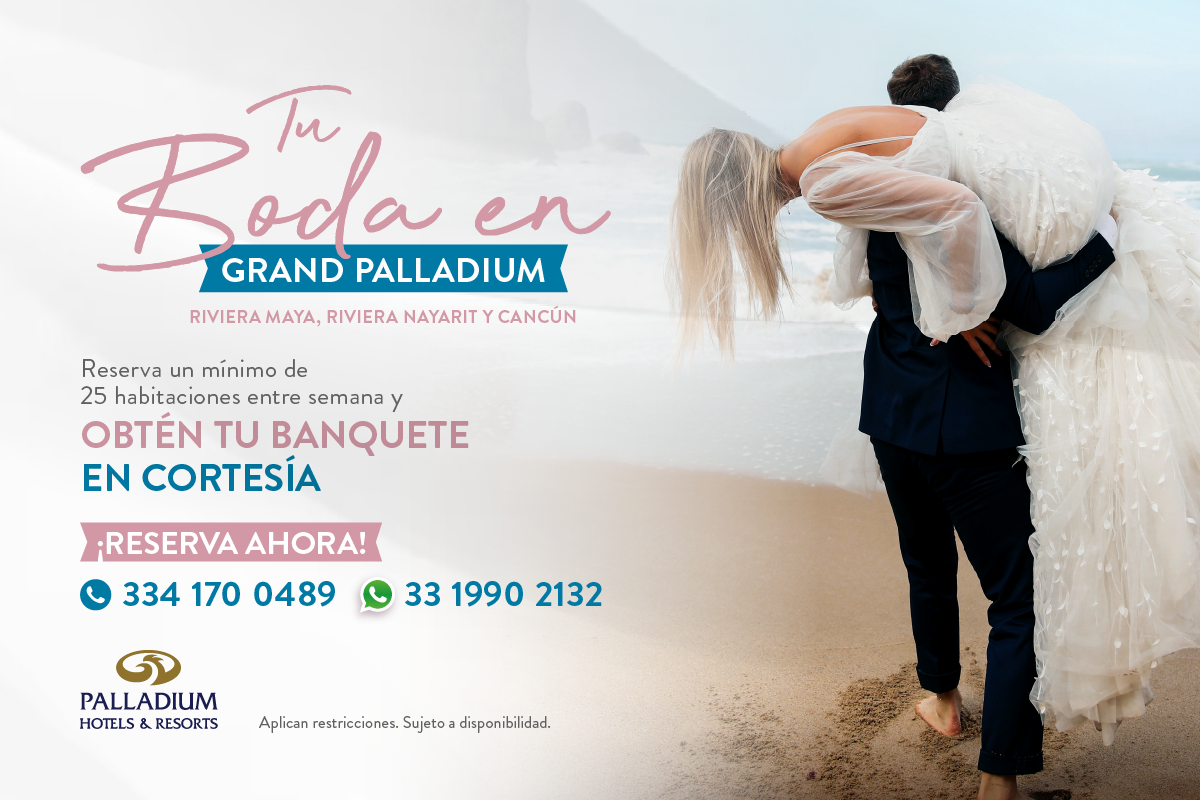 Tu
Boda en
GRAND PALLADIUM
RIVIERA MAYA, RIVIERA NAYARIT Y CANCÚN
Reserva un mínimo de
25 habitaciones entre semana y
OBTÉN TU BANQUETE
EN CORTESÍA
¡RESERVA AHORA!
334 170 0489 33 1990 2132
PALLADIUM
HOTELS & RESORTS
Aplican restricciones. Sujeto a disponibilidad.